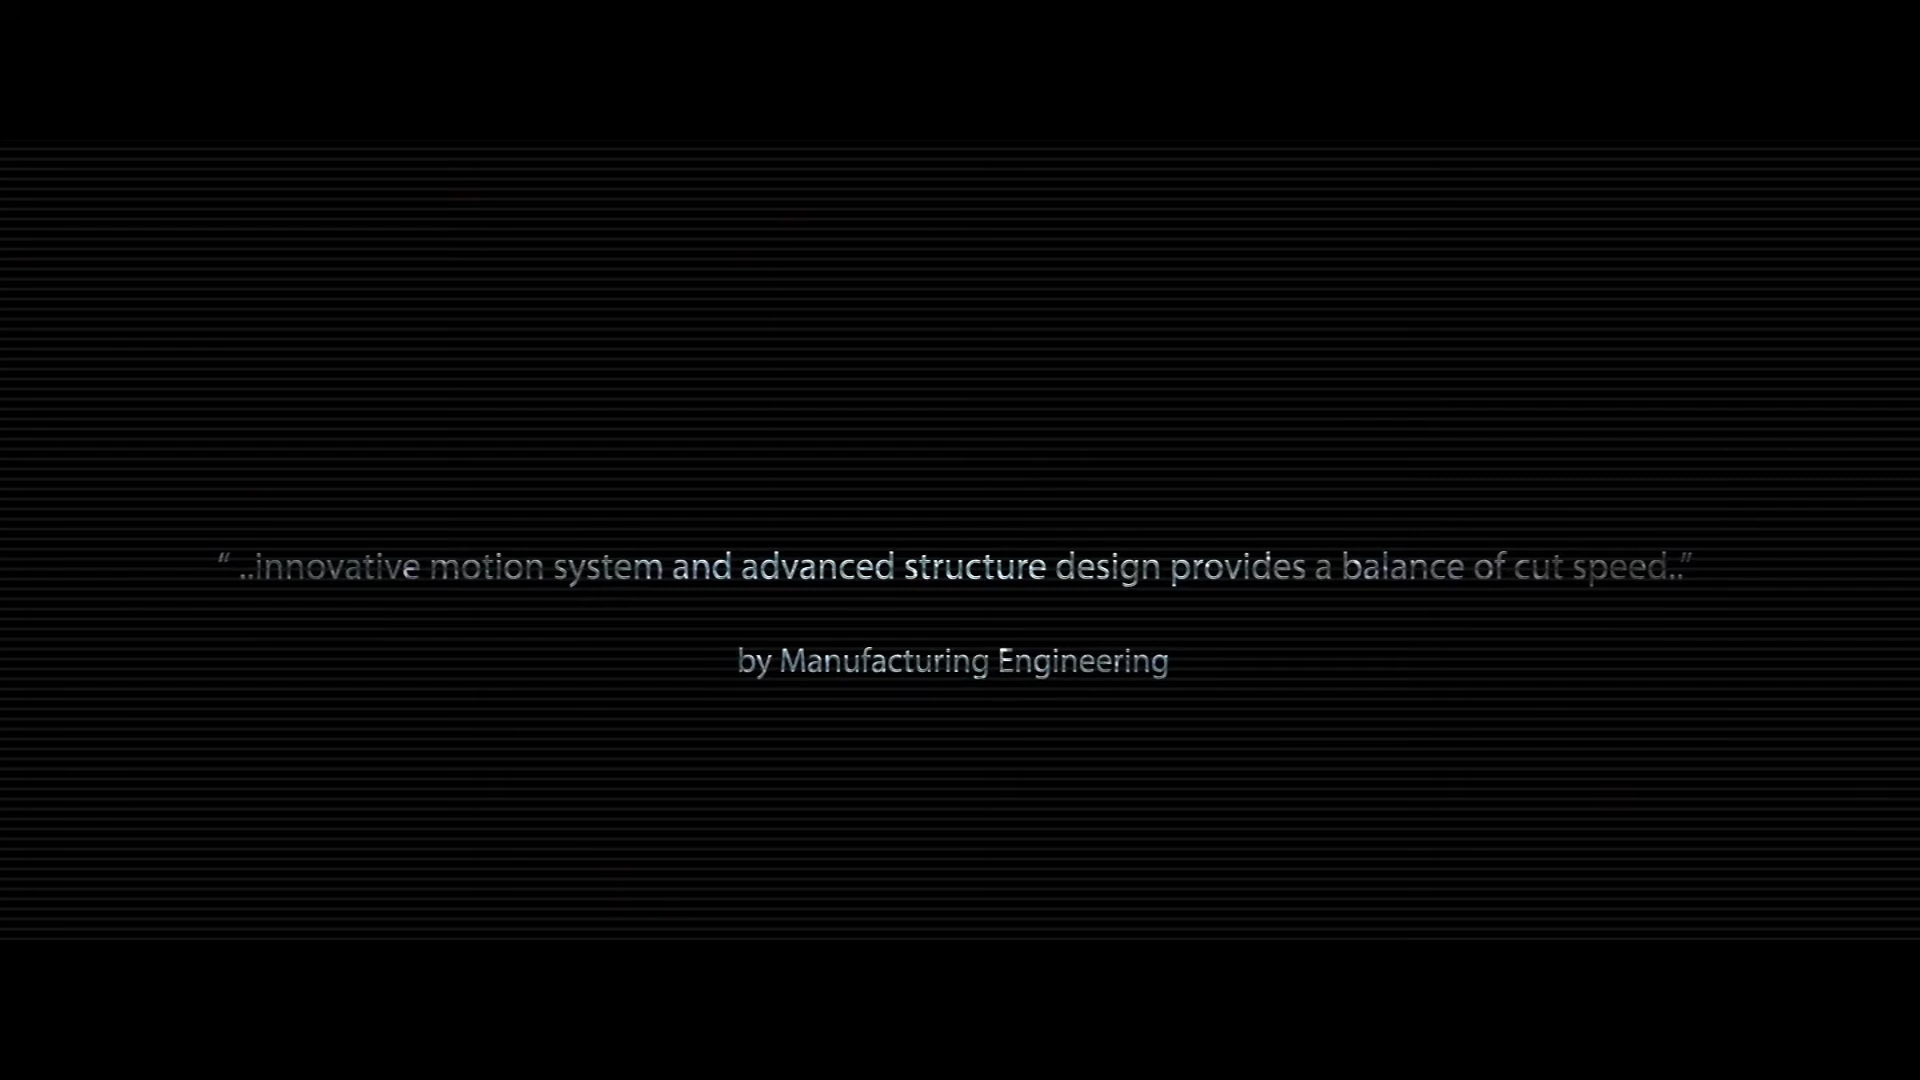 “ ..innovative motion system and advanced structure design provides a balance of cut speed..”
by Manufacturing Engineering